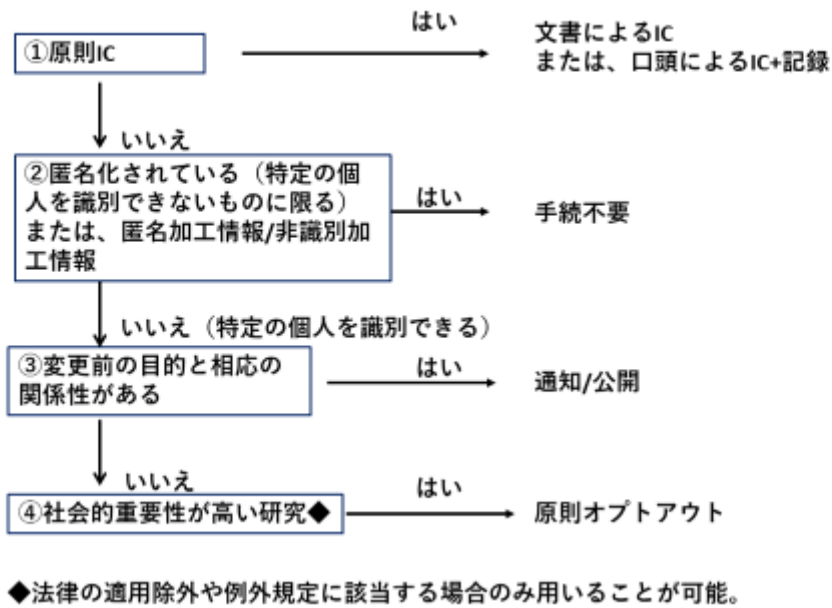 はい
文書によるIC
①原則IC
または、口頭によるIC+記録
いいえ
②匿名化されている（特定の個
人を識別できないものに限る）
または、匿名加工情報/非識別加
工情報
はい
手続不要
いいえ（特定の個人を識別できる）
③変更前の目的と相応の
関係性がある
はい
通知/公開
いいえ
④社会的重要性が高い研究◆
はい
原則オプトアウト
◆法律の適用除外や例外規定に該当する場合のみ用いることが可能。